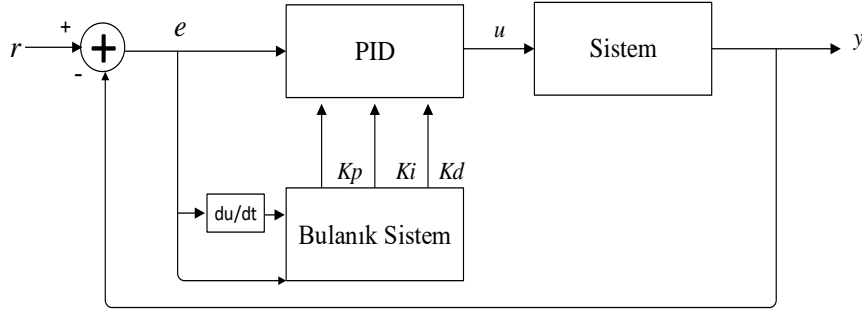 +
r
-
+
e
PID
u
Sistem
y
Kp
Ki
Kd
du/dt
Bulanık Sistem